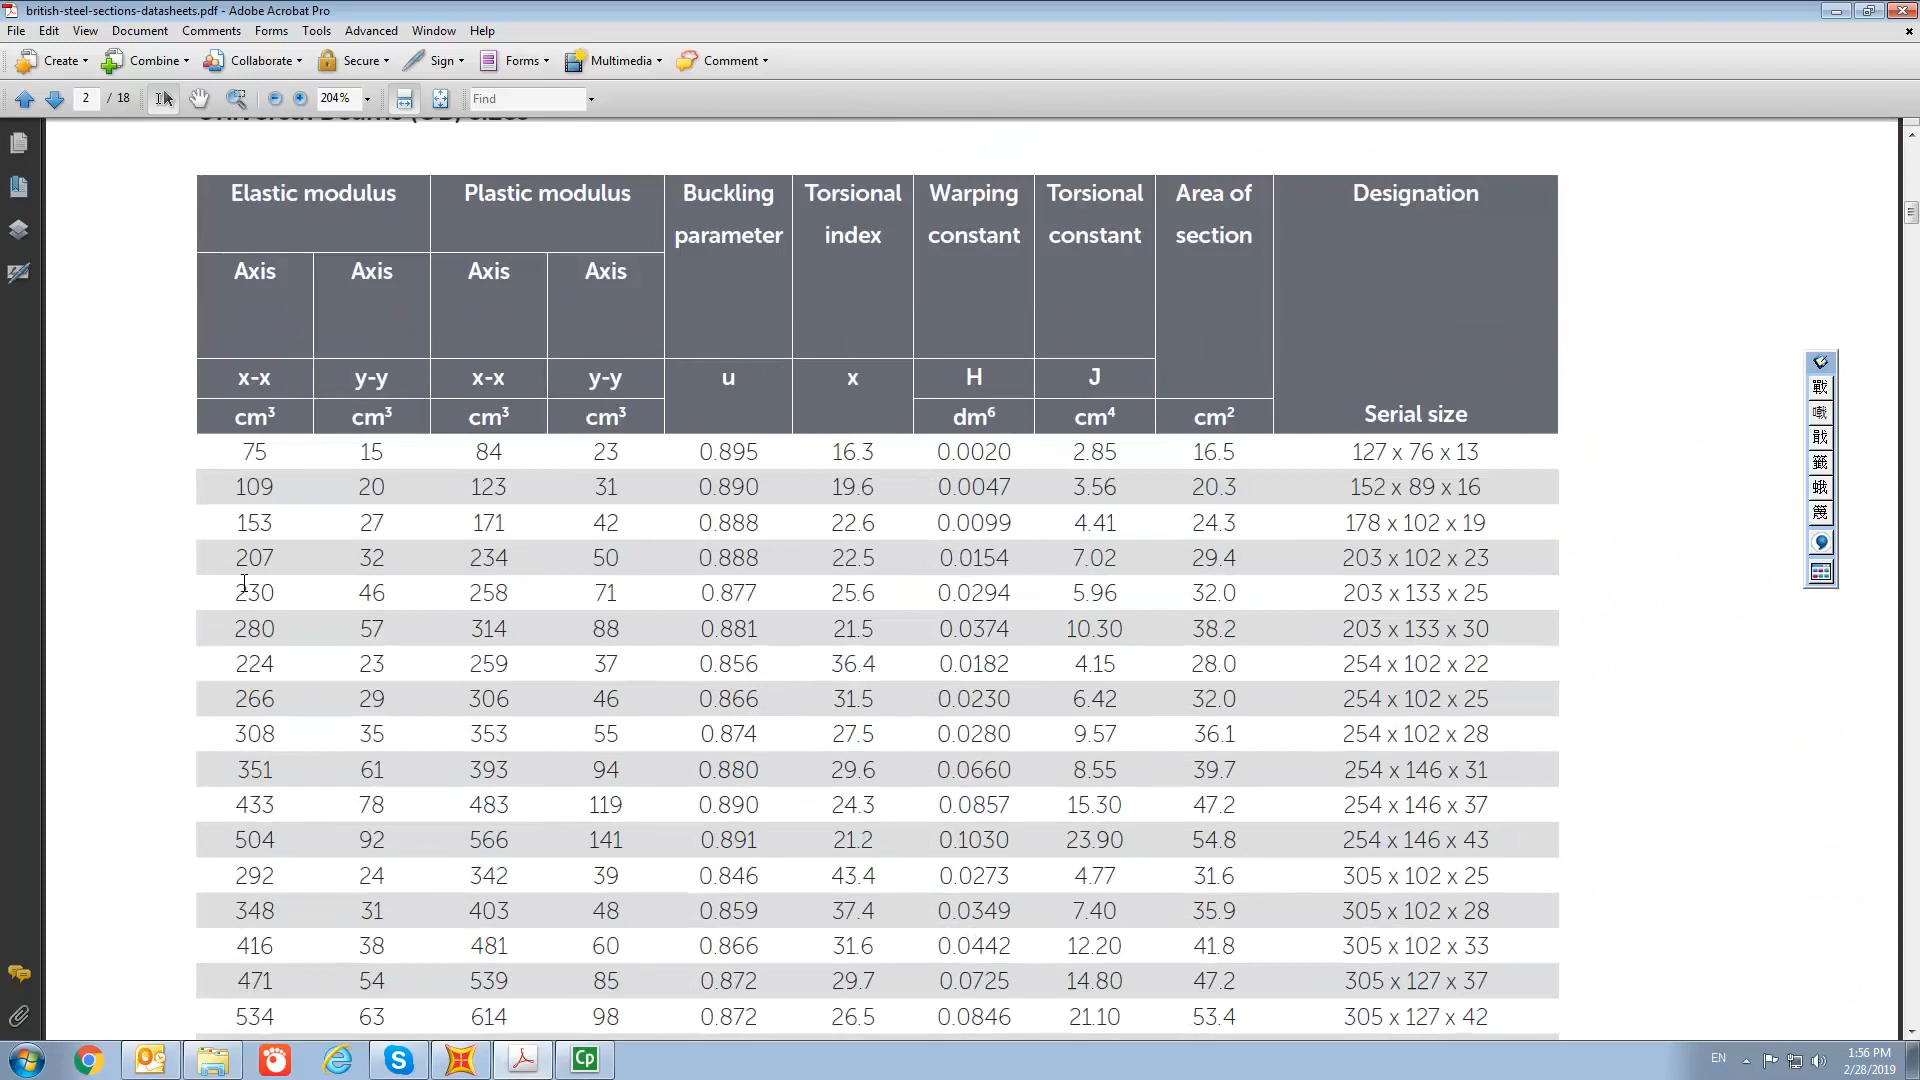 british-steel-sections-datasheets.pdf - Adobe Acrobat Pro
File Edit View Document Comments Forms Tools Advanced Window Help
Create Combine Collaborate Secure Sign Forms Multimedia Comment
2 / 18 204% Find
Universal Beams (UB) sizes
Elastic modulus Plastic modulus Buckling parameter Torsional index Warping constant Torsional constant Area of section Designation
Axis Axis Axis Axis
x-x y-y x-x y-y u x H J
cm³ cm³ cm³ cm³ dm⁶ cm⁴ cm² Serial size
75 15 84 23 0.895 16.3 0.0020 2.85 16.5 127 x 76 x 13
109 20 123 31 0.890 19.6 0.0047 3.56 20.3 152 x 89 x 16
153 27 171 42 0.888 22.6 0.0099 4.41 24.3 178 x 102 x 19
207 32 234 50 0.888 22.5 0.0154 7.02 29.4 203 x 102 x 23
230 46 258 71 0.877 25.6 0.0294 5.96 32.0 203 x 133 x 25
280 57 314 88 0.881 21.5 0.0374 10.30 38.2 203 x 133 x 30
224 23 259 37 0.856 36.4 0.0182 4.15 28.0 254 x 102 x 22
266 29 306 46 0.866 31.5 0.0230 6.42 32.0 254 x 102 x 25
308 35 353 55 0.874 27.5 0.0280 9.57 36.1 254 x 102 x 28
351 61 393 94 0.880 29.6 0.0660 8.55 39.7 254 x 146 x 31
433 78 483 119 0.890 24.3 0.0857 15.30 47.2 254 x 146 x 37
504 92 566 141 0.891 21.2 0.1030 23.90 54.8 254 x 146 x 43
292 24 342 39 0.846 43.4 0.0273 4.77 31.6 305 x 102 x 25
348 31 403 48 0.859 37.4 0.0349 7.40 35.9 305 x 102 x 28
416 38 481 60 0.866 31.6 0.0442 12.20 41.8 305 x 102 x 33
471 54 539 85 0.872 29.7 0.0725 14.80 47.2 305 x 127 x 37
534 63 614 98 0.872 26.5 0.0846 21.10 53.4 305 x 127 x 42
Cp
EN
1:56 PM
2/28/2019